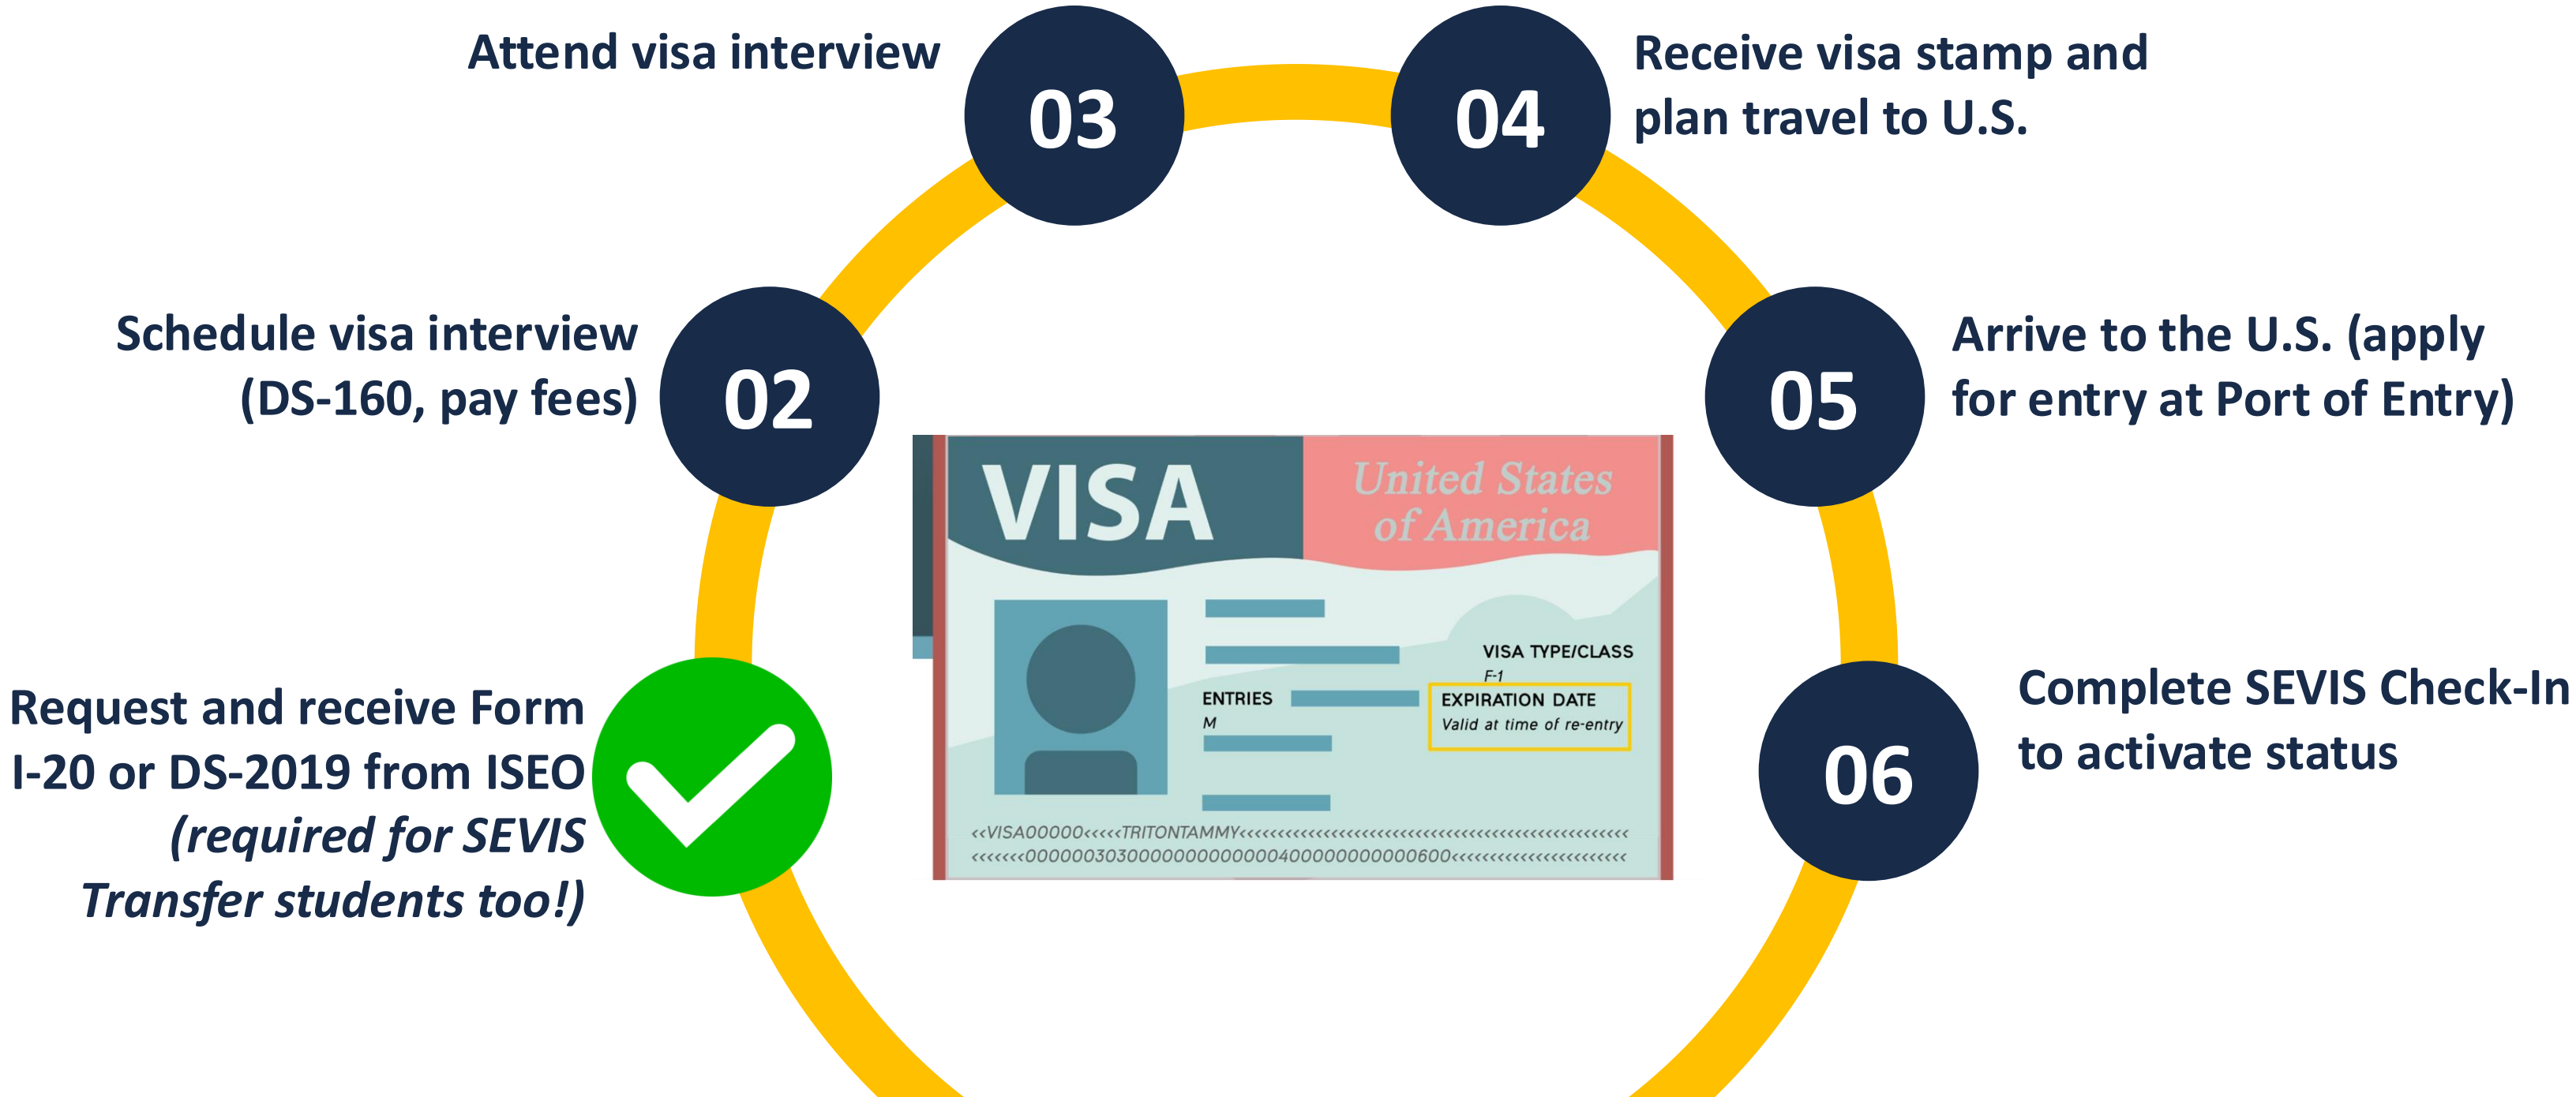 Attend visa interview
03
04
Receive visa stamp and
plan travel to U.S.
Schedule visa interview
(DS-160, pay fees)
02
05
Arrive to the U.S. (apply
for entry at Port of Entry)
Request and receive Form
I-20 or DS-2019 from ISEO
(required for SEVIS
Transfer students too!)
06
Complete SEVIS Check-In
to activate status
VISA
United States
of America
VISA TYPE/CLASS
F-1
ENTRIES
M
EXPIRATION DATE
Valid at time of re-entry
<<VISA00000<<<<<TRITONTAMMY<<<<<<<<<<<<<<<<<<<<<<<<<<<<<<<<<<<<<<<<<<<<<<<<<<<
<<<<<<<0000003030000000000000400000000000600<<<<<<<<<<<<<<<<<<<<<<<